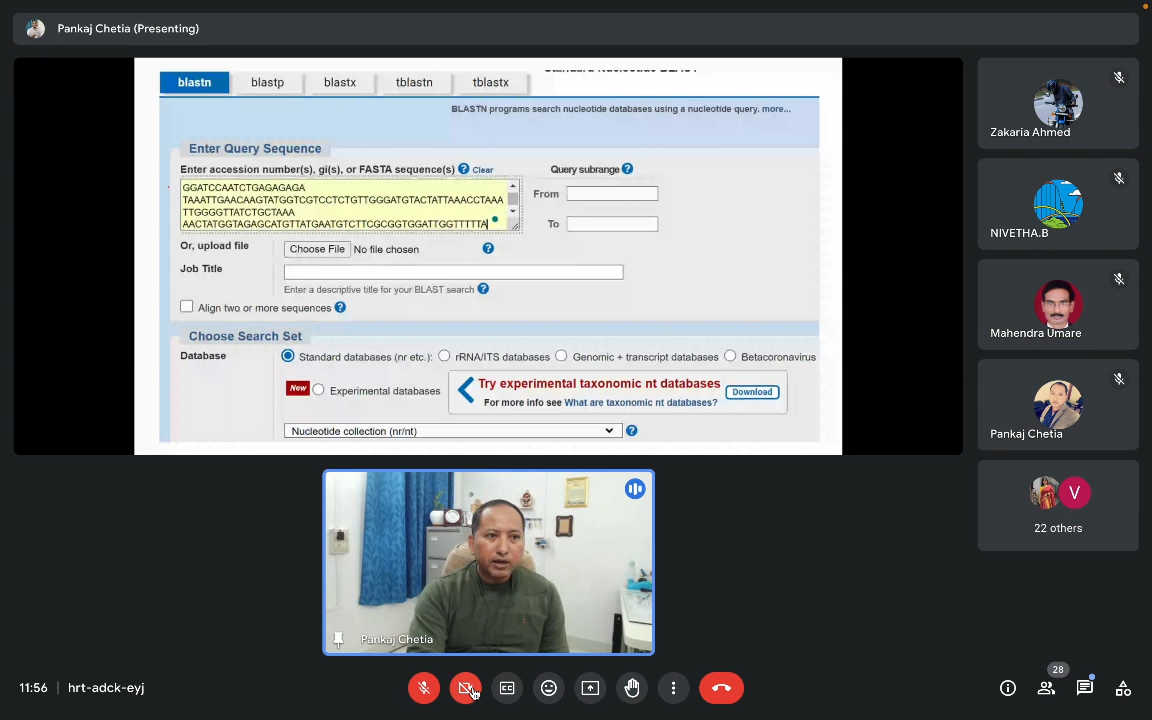 Pankaj Chetia (Presenting)
blastn blastp blastx tblastn tblastx
Standard Nucleotide BLAST
BLASTN programs search nucleotide databases using a nucleotide query. more...
Enter Query Sequence
Enter accession number(s), gi(s), or FASTA sequence(s) ? Clear Query subrange ?
GGATCCAATCTGAGAGAGA
TAAATTGAACAAGTATGGTCGTCCTCTGTTGGGATGTACTATTAAACCTAAA
TTGGGGTTATCTGCTAAA
AACTATGGTAGAGCATGTTATGAATGTCTTCGCGGTGGATTGGTTTTTA
From
To
Or, upload file Choose File No file chosen ?
Job Title
Enter a descriptive title for your BLAST search ?
Align two or more sequences ?
Choose Search Set
Database Standard databases (nr etc.): rRNA/ITS databases Genomic + transcript databases Betacoronavirus
New Experimental databases
Try experimental taxonomic nt databases
For more info see What are taxonomic nt databases?
Download
Nucleotide collection (nr/nt) ?
Zakaria Ahmed
NIVETHA.B
Mahendra Umare
Pankaj Chetia
V
22 others
Pankaj Chetia
11:56 | hrt-adck-eyj
28